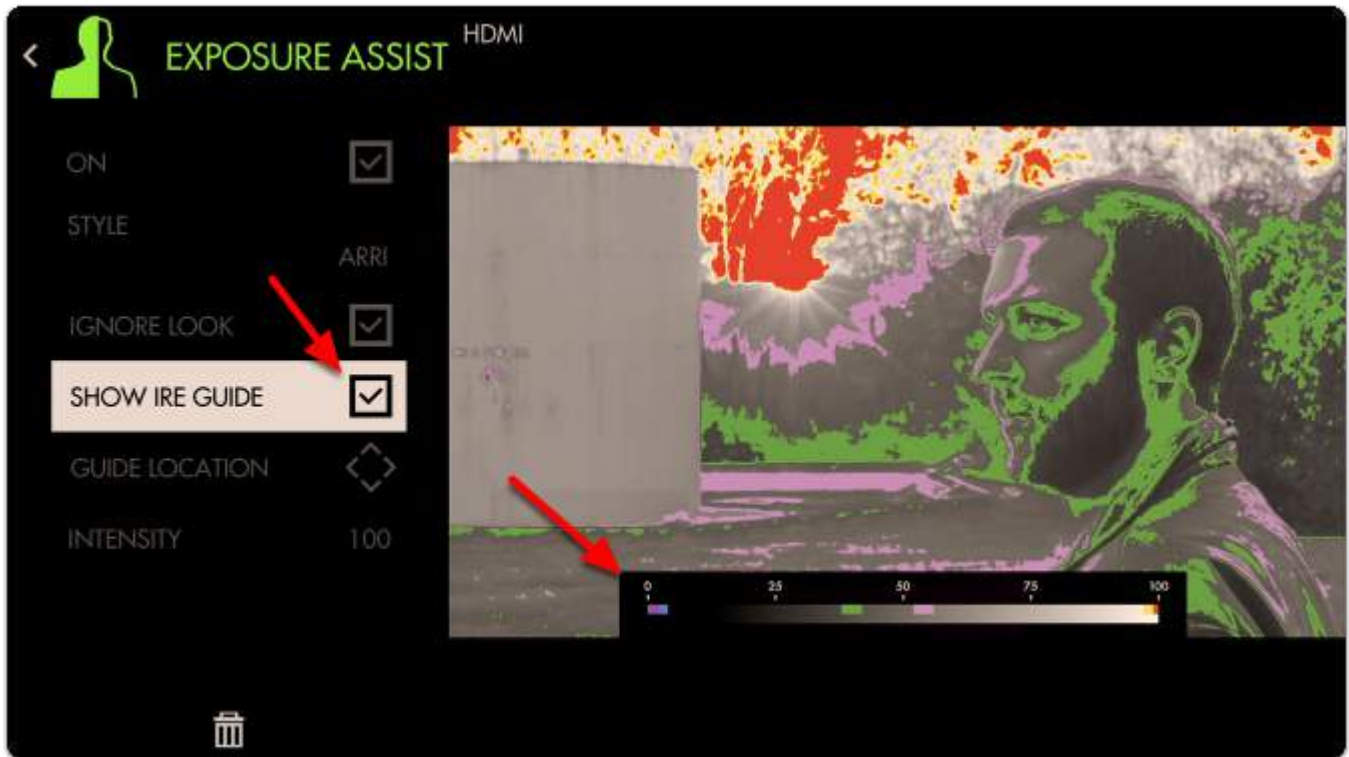 HDMI
EXPOSURE ASSIST
ON
STYLE
ARRI
IGNORE LOOK
SHOW IRE GUIDE
GUIDE LOCATION
INTENSITY 100
0 25 50 75 100